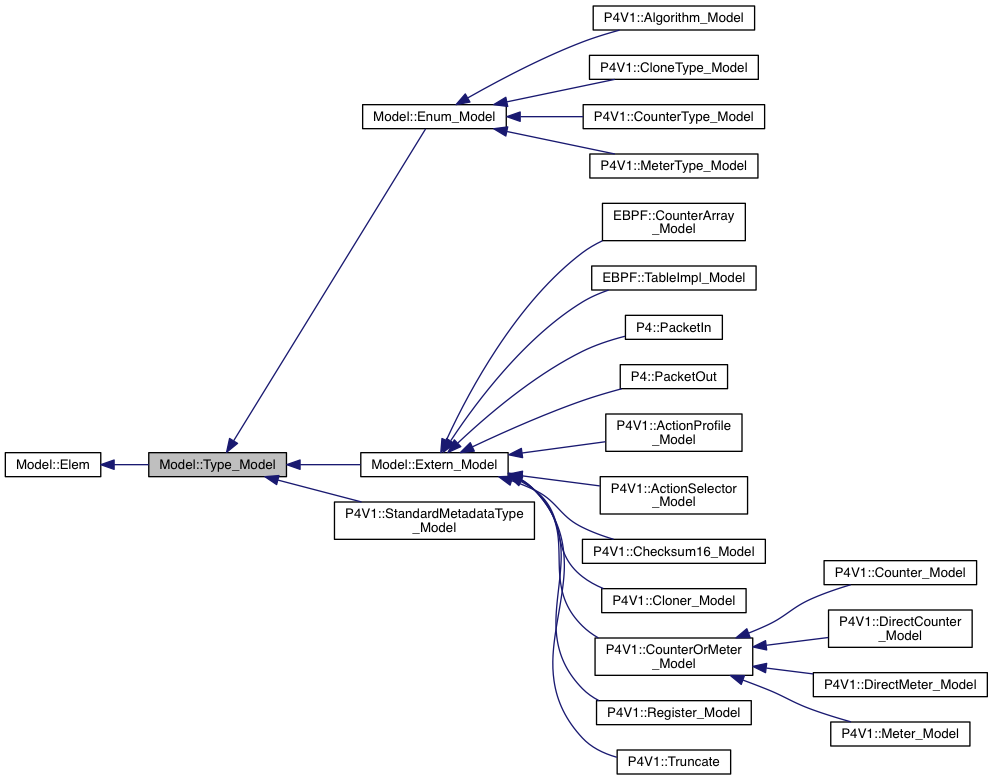 P4V1::Algorithm_Model
P4V1::CloneType_Model
Model::Enum_Model
P4V1::CounterType_Model
P4V1::MeterType_Model
EBPF::CounterArray
_Model
EBPF::TableImpl_Model
P4::PacketIn
P4::PacketOut
P4V1::ActionProfile
_Model
Model::Elem
Model::Type_Model
Model::Extern_Model
P4V1::ActionSelector
_Model
P4V1::StandardMetadataType
_Model
P4V1::Checksum16_Model
P4V1::Counter_Model
P4V1::Cloner_Model
P4V1::DirectCounter
_Model
P4V1::CounterOrMeter
_Model
P4V1::DirectMeter_Model
P4V1::Register_Model
P4V1::Meter_Model
P4V1::Truncate